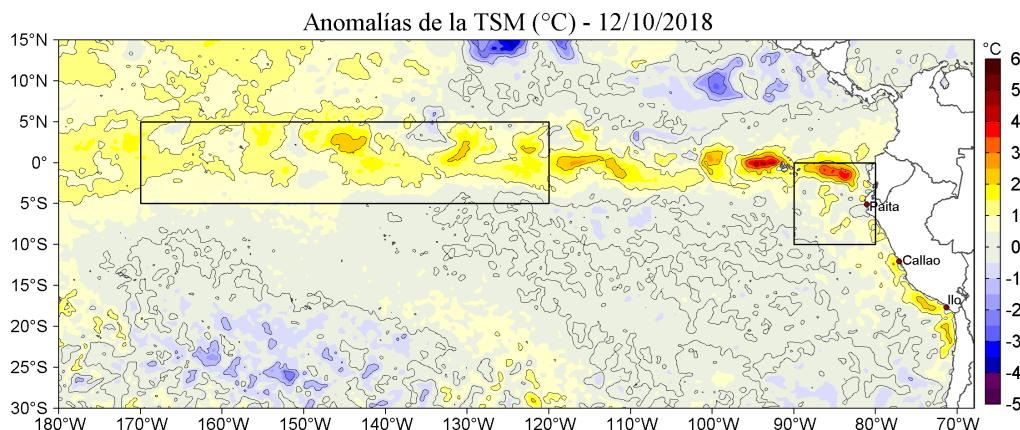 Anomalías de la TSM (°C) - 12/10/2018
15°N
10°N
5°N
0°
5°S
10°S
15°S
20°S
25°S
30°S
180°W
170°W
160°W
150°W
140°W
130°W
120°W
110°W
100°W
90°W
80°W
70°W
Paita
Callao
Ilo
°C
6
5
4
3
2
1
0
-1
-2
-3
-4
-5